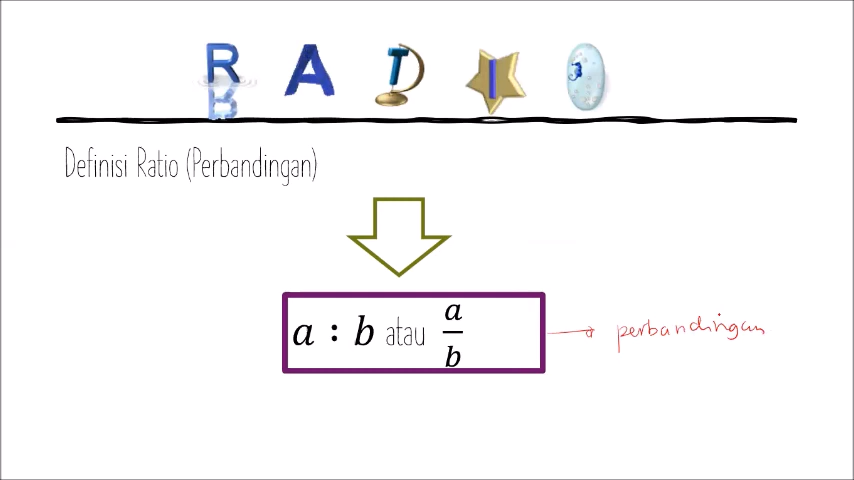 RATIO
Definisi Ratio (Perbandingan)
a : b atau a/b
perbandingan